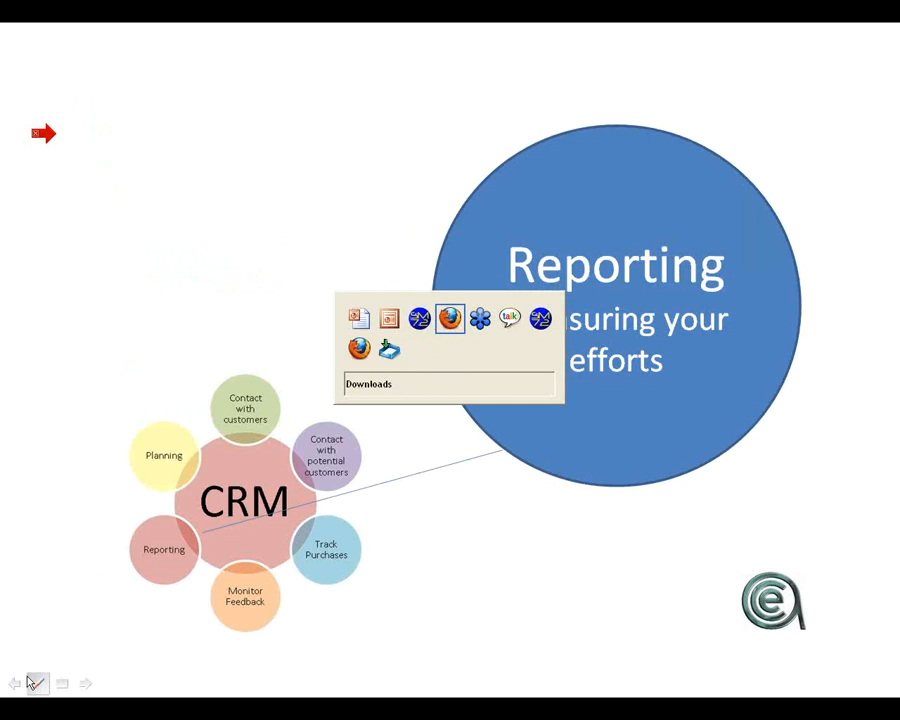 Reporting
suring your
efforts
talk
Downloads
Contact
with
customers
Planning
Contact
with
potential
customers
CRM
Reporting
Track
Purchases
Monitor
Feedback